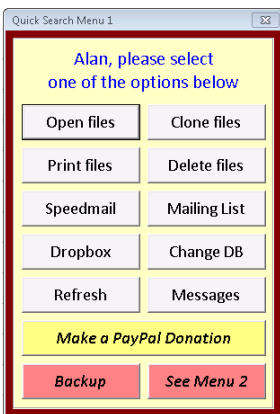 Quick Search Menu 1
Alan, please select
one of the options below
Open files Clone files
Print files Delete files
Speedmail Mailing List
Dropbox Change DB
Refresh Messages
Make a PayPal Donation
Backup See Menu 2